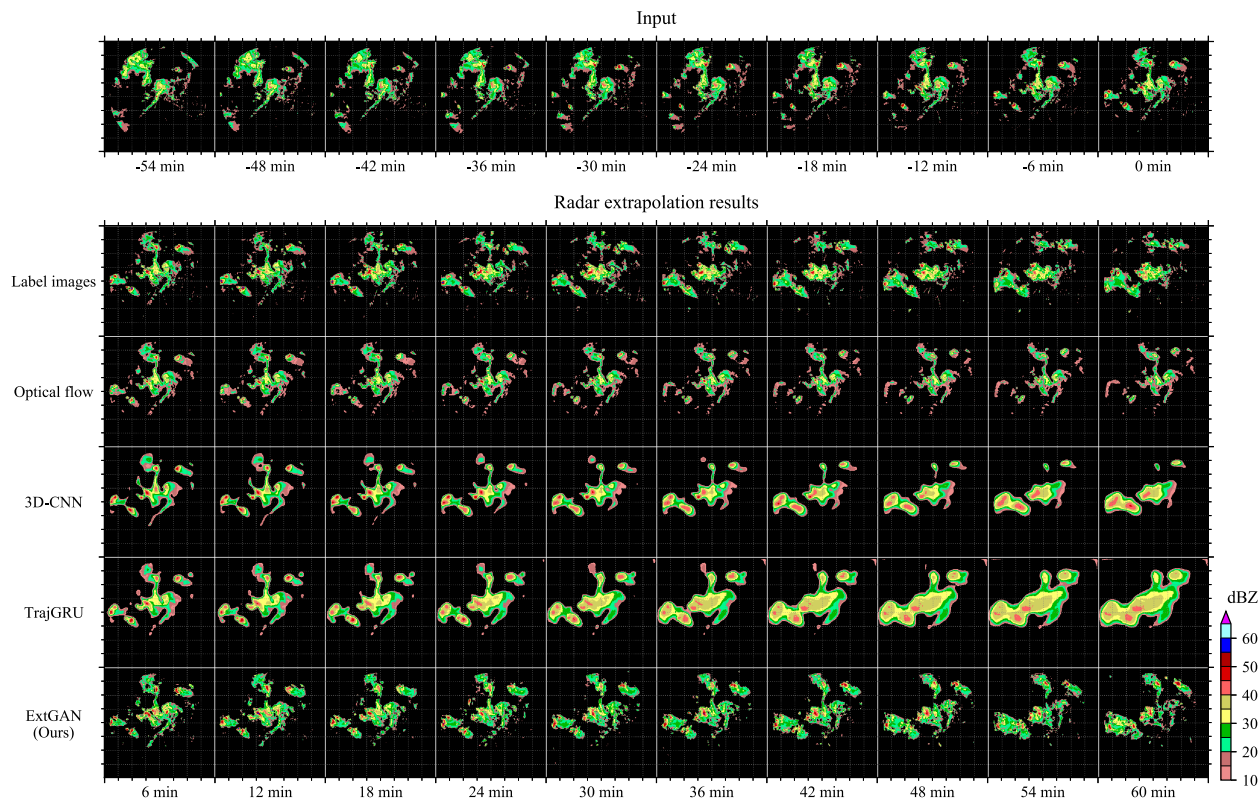 Input
-54 min -48 min -42 min -36 min -30 min -24 min -18 min -12 min -6 min 0 min
Radar extrapolation results
Label images
Optical flow
3D-CNN
TrajGRU
dBZ
60
50
40
30
20
10
ExtGAN
(Ours)
6 min 12 min 18 min 24 min 30 min 36 min 42 min 48 min 54 min 60 min